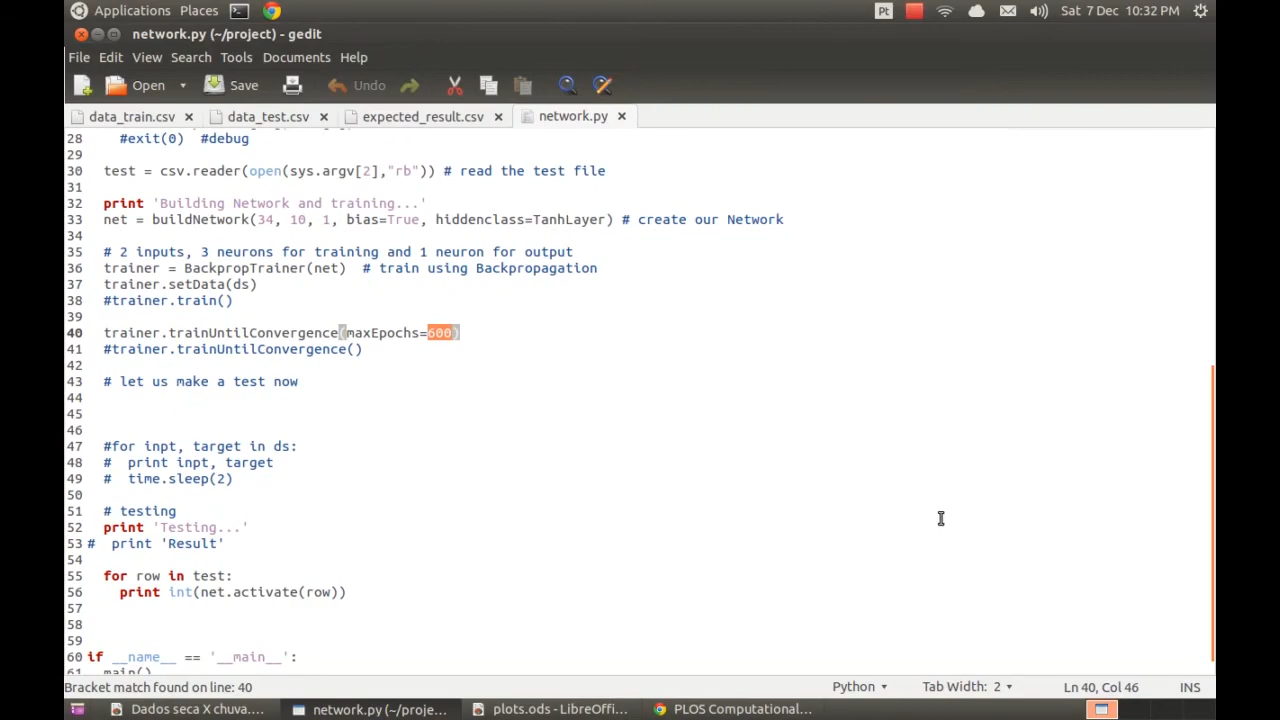 Applications Places Pt Sat 7 Dec 10:32 PM
network.py (~/project) - gedit
File Edit View Search Tools Documents Help
Open Save Undo
data_train.csv data_test.csv expected_result.csv network.py
28 #exit(0) #debug
29
30 test = csv.reader(open(sys.argv[2],"rb")) # read the test file
31
32 print 'Building Network and training...'
33 net = buildNetwork(34, 10, 1, bias=True, hiddenclass=TanhLayer) # create our Network
34
35 # 2 inputs, 3 neurons for training and 1 neuron for output
36 trainer = BackpropTrainer(net) # train using Backpropagation
37 trainer.setData(ds)
38 #trainer.train()
39
40 trainer.trainUntilConvergence(maxEpochs=600)
41 #trainer.trainUntilConvergence()
42
43 # let us make a test now
44
45
46
47 #for inpt, target in ds:
48 # print inpt, target
49 # time.sleep(2)
50
51 # testing
52 print 'Testing...'
53 # print 'Result'
54
55 for row in test:
56 print int(net.activate(row))
57
58
59
60 if __name__ == '__main__':
61 main()
Bracket match found on line: 40 Python Tab Width: 2 Ln 40, Col 46 INS
Dados seca X chuva.... network.py (~/proje... plots.ods - LibreOffi... PLOS Computational...